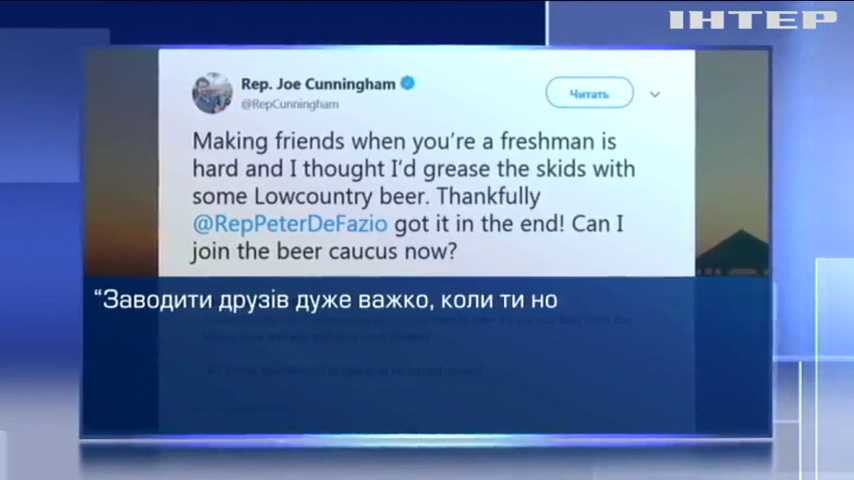 ІНТЕР
Rep. Joe Cunningham
@RepCunningham
Читать
Making friends when you're a freshman is
hard and I thought I'd grease the skids with
some Lowcountry beer. Thankfully
@RepPeterDeFazio got it in the end! Can I
join the beer caucus now?
“Заводити друзів дуже важко, коли ти но